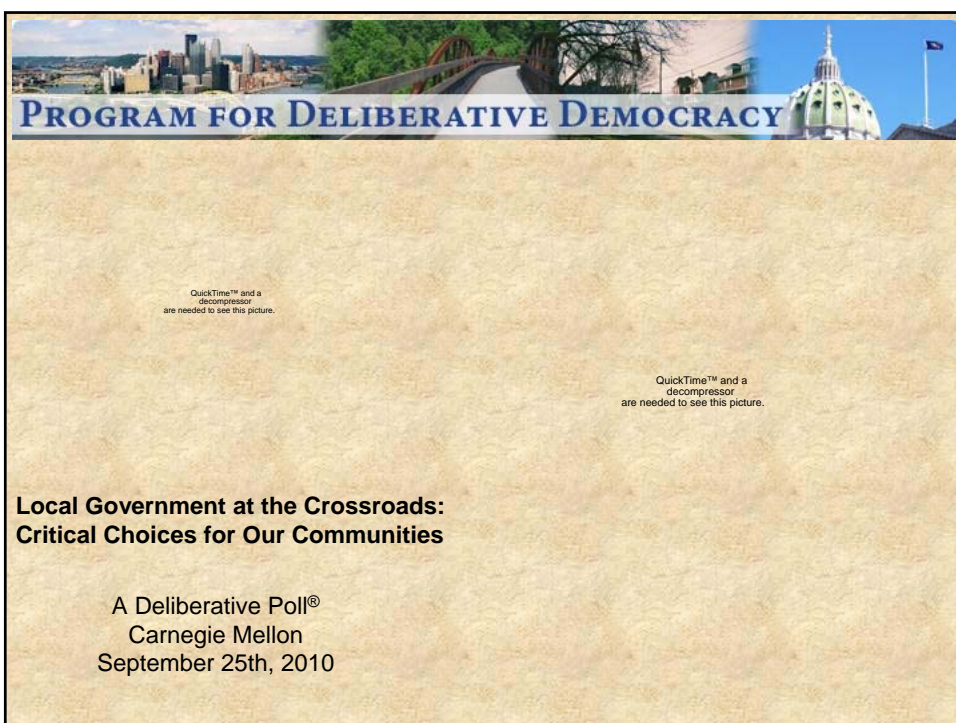 PROGRAM FOR DELIBERATIVE DEMOCRACY
QuickTime™ and a
decompressor
are needed to see this picture.
QuickTime™ and a
decompressor
are needed to see this picture.
Local Government at the Crossroads:
Critical Choices for Our Communities
A Deliberative Poll®
Carnegie Mellon
September 25th, 2010